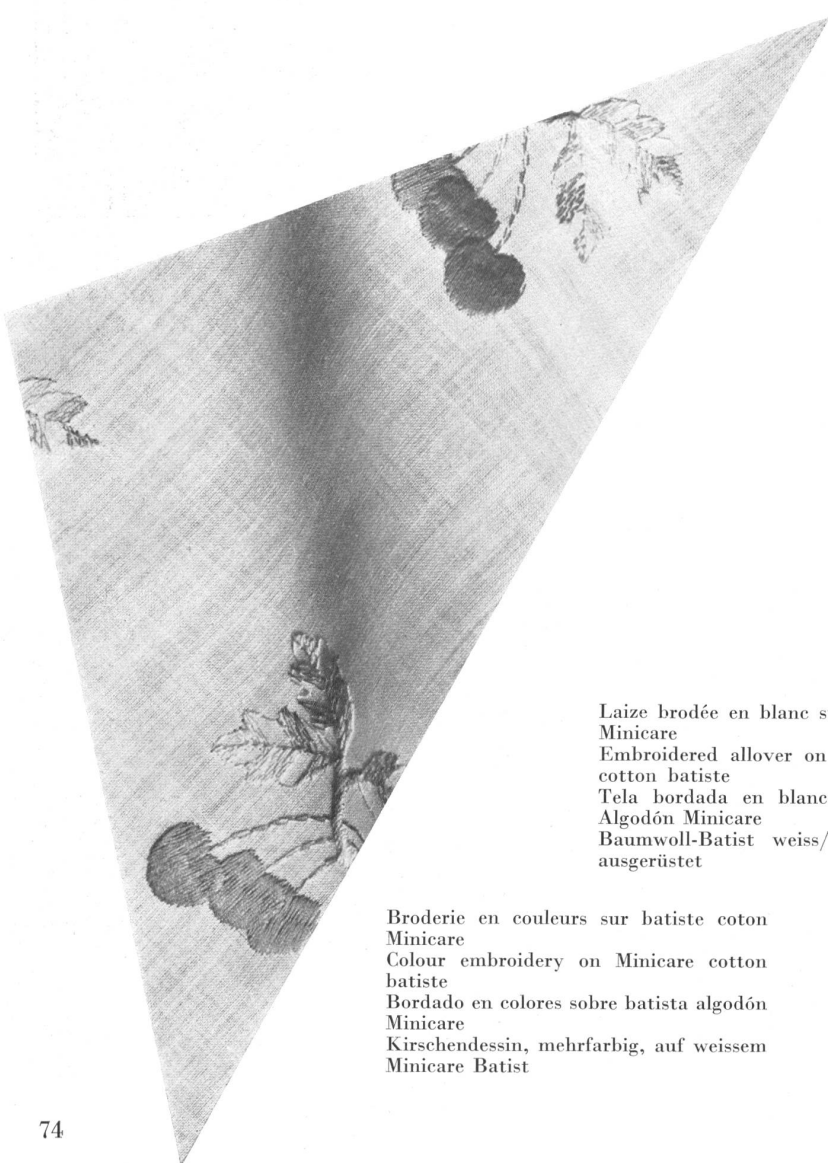 Laize brodée en blanc s
Minicare
Embroidered allover on
cotton batiste
Tela bordada en blanc
Algodón Minicare
Baumwoll-Batist weiss/
ausgerüstet
Broderie en couleurs sur batiste coton
Minicare
Colour embroidery on Minicare cotton
batiste
Bordado en colores sobre batista algodón
Minicare
Kirschendessin, mehrfarbig, auf weissem
Minicare Batist
74